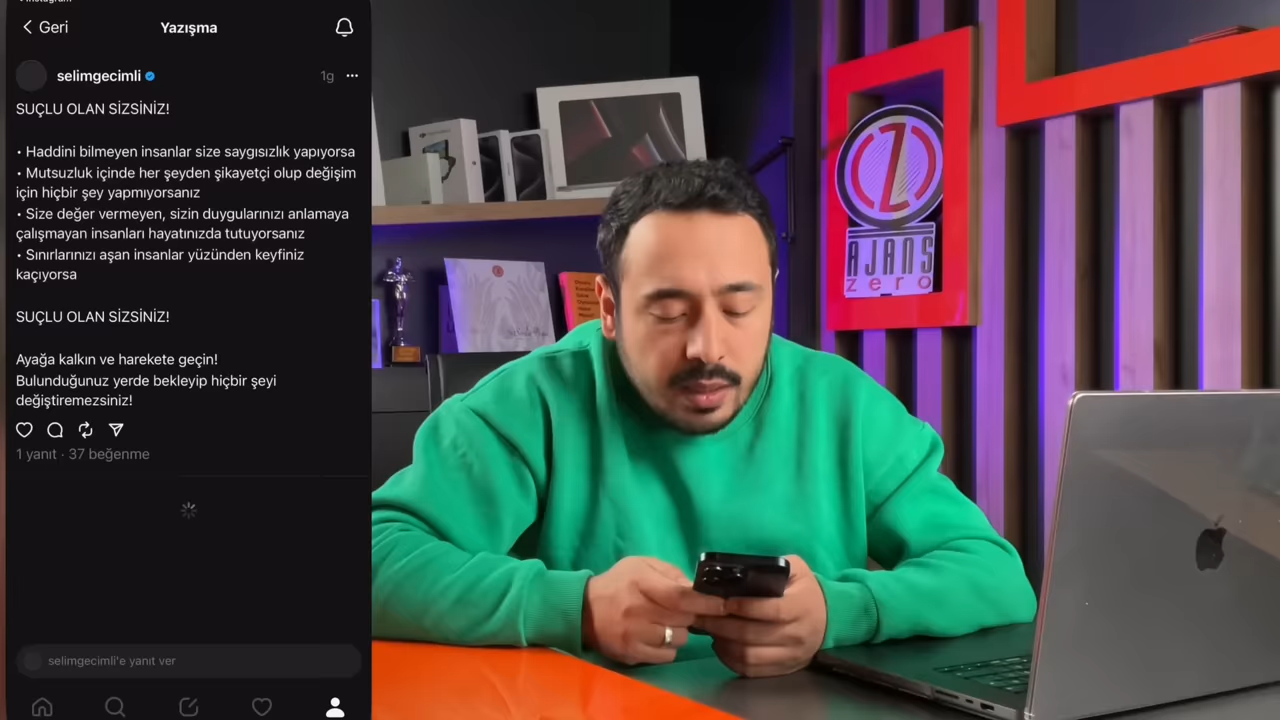 Instagram
Geri
Yazışma
selimgecimli
1g
SUÇLU OLAN SİZSİNİZ!
• Haddini bilmeyen insanlar size saygısızlık yapıyorsa
• Mutsuzluk içinde her şeyden şikayetçi olup değişim
için hiçbir şey yapmıyorsanız
• Size değer vermeyen, sizin duygularınızı anlamaya
çalışmayan insanları hayatınızda tutuyorsanız
• Sınırlarınızı aşan insanlar yüzünden keyfiniz
kaçıyorsa
SUÇLU OLAN SİZSİNİZ!
Ayağa kalkın ve harekete geçin!
Bulunduğunuz yerde bekleyip hiçbir şeyi
değiştiremezsiniz!
1 yanıt · 37 beğenme
selimgecimli'e yanıt ver
Z
AJANS
zero